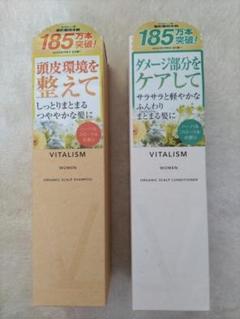 185万本
突破!
頭皮環境を
整えて
しっとりまとまる
つややかな髪に
VITALISM
WOMEN
ORGANIC SCALP SHAMPOO
185万本
突破!
ダメージ部分を
ケアして
サラサラと軽やかな
ふんわり
まとまる髪に
VITALISM
WOMEN
ORGANIC SCALP CONDITIONER